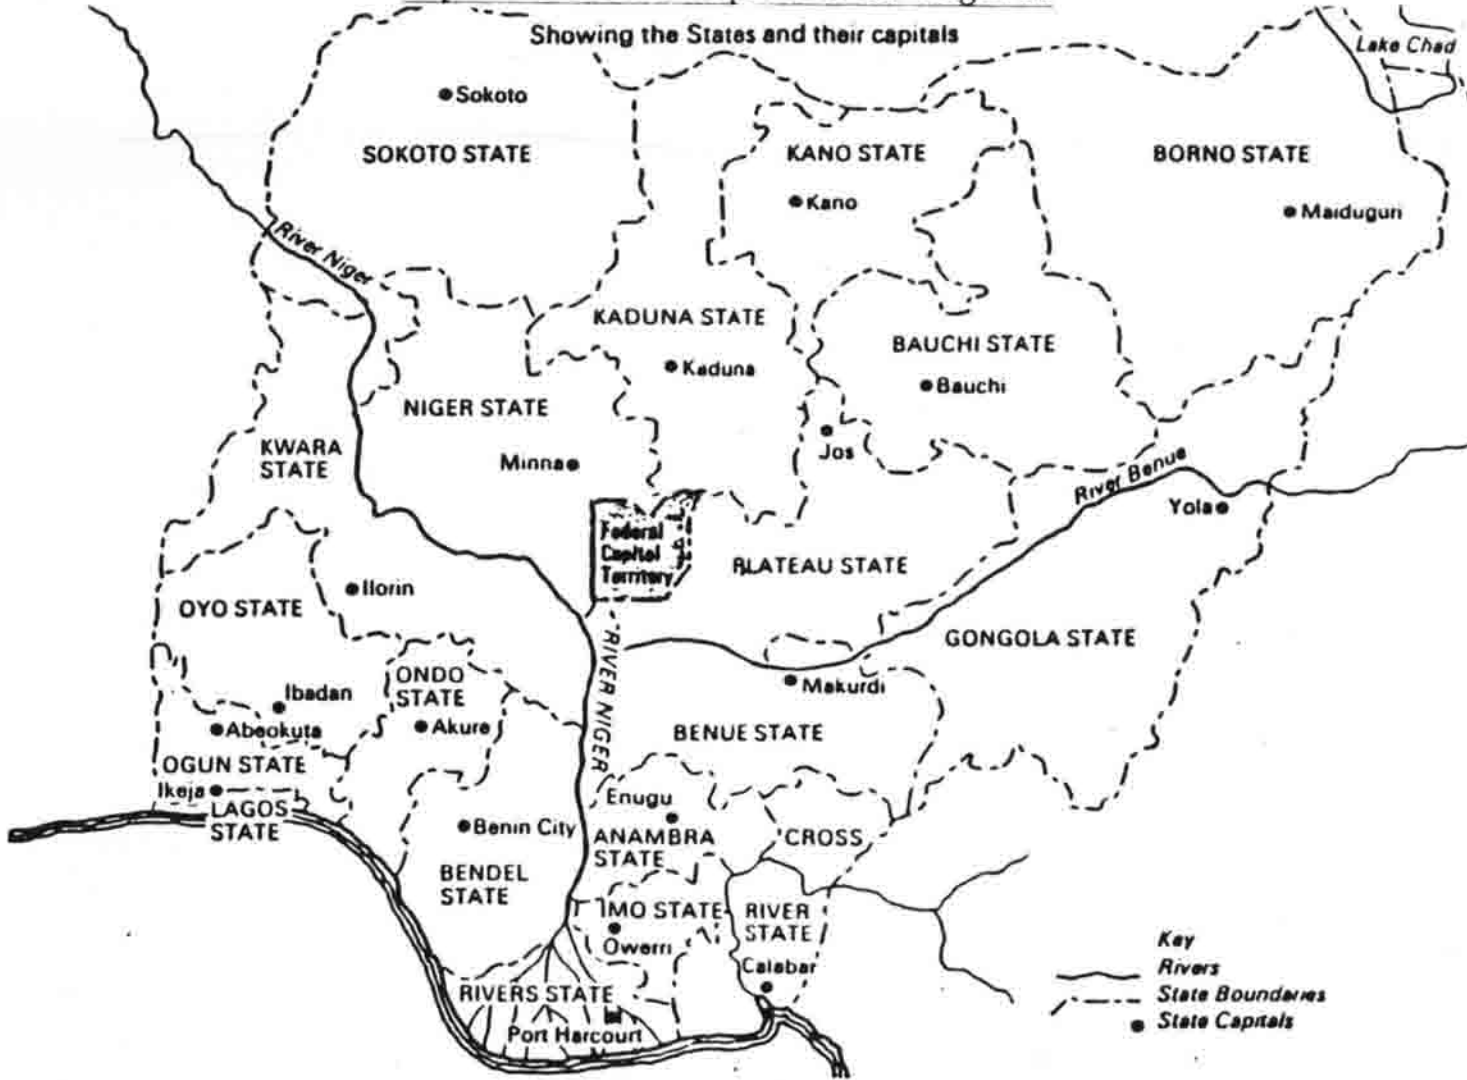 Showing the States and their capitals
Lake Chad
Sokoto
SOKOTO STATE
KANO STATE
BORNO STATE
Kano
Maiduguri
River Niger
KADUNA STATE
BAUCHI STATE
Kaduna
Bauchi
NIGER STATE
KWARA
STATE
Minna
Jos
River Benue
Yola
Federal
Capital
Territory
PLATEAU STATE
Ilorin
OYO STATE
GONGOLA STATE
RIVER NIGER
ONDO
STATE
Makurdi
Ibadan
Akure
Abeokuta
BENUE STATE
OGUN STATE
Ikeja
LAGOS
STATE
Enugu
Benin City
ANAMBRA
STATE
CROSS
BENDEL
STATE
IMO STATE
RIVER
STATE
Owerri
Calabar
RIVERS STATE
Port Harcourt
Key
Rivers
State Boundaries
State Capitals